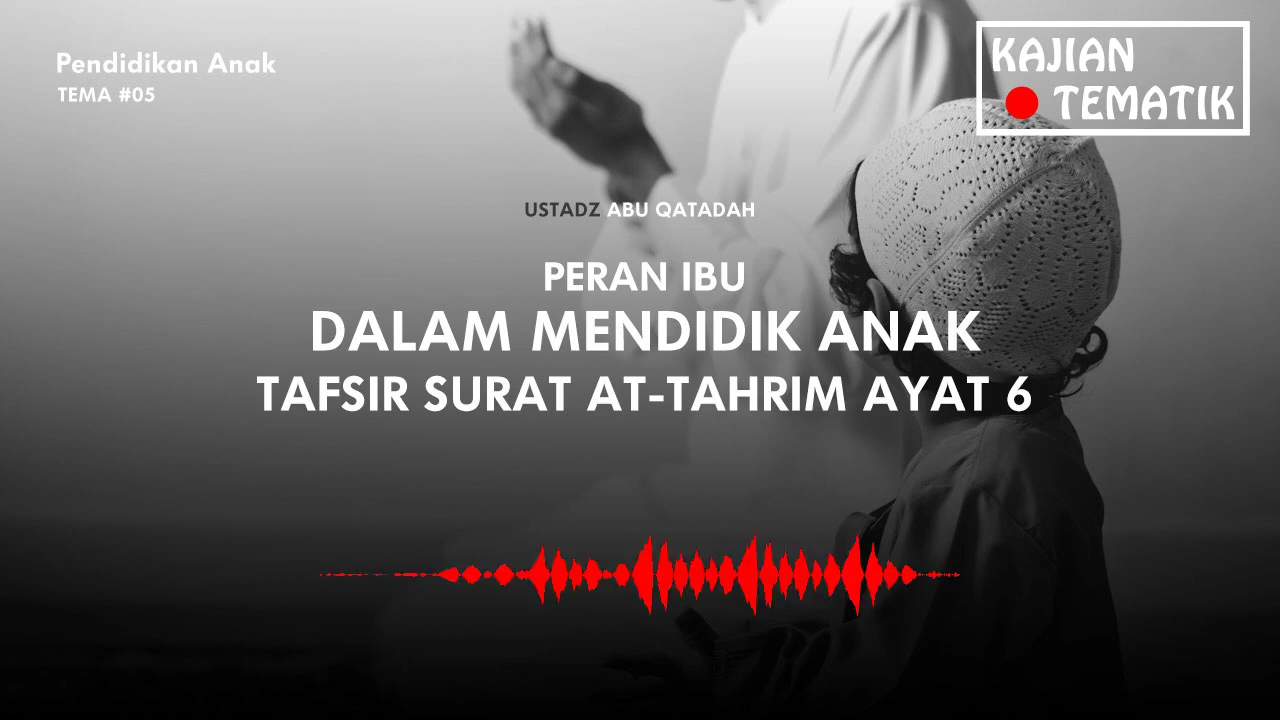 Pendidikan Anak
TEMA #05
KAJIAN
TEMATIK
USTADZ ABU QATADAH
PERAN IBU
DALAM MENDIDIK ANAK
TAFSIR SURAT AT-TAHRIM AYAT 6